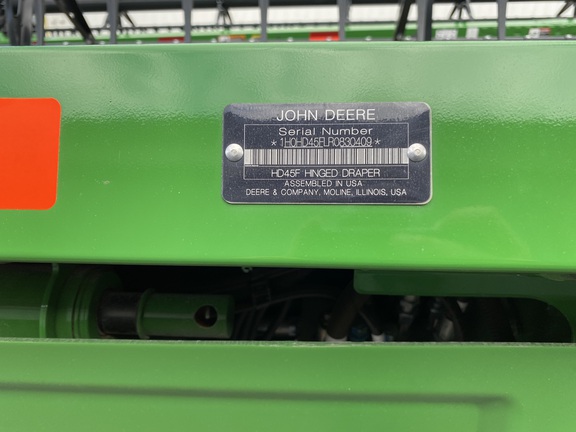 JOHN DEERE
Serial Number
*1H0HD45FLR0830409*
HD45F HINGED DRAPER
ASSEMBLED IN USA
DEERE & COMPANY, MOLINE, ILLINOIS, USA